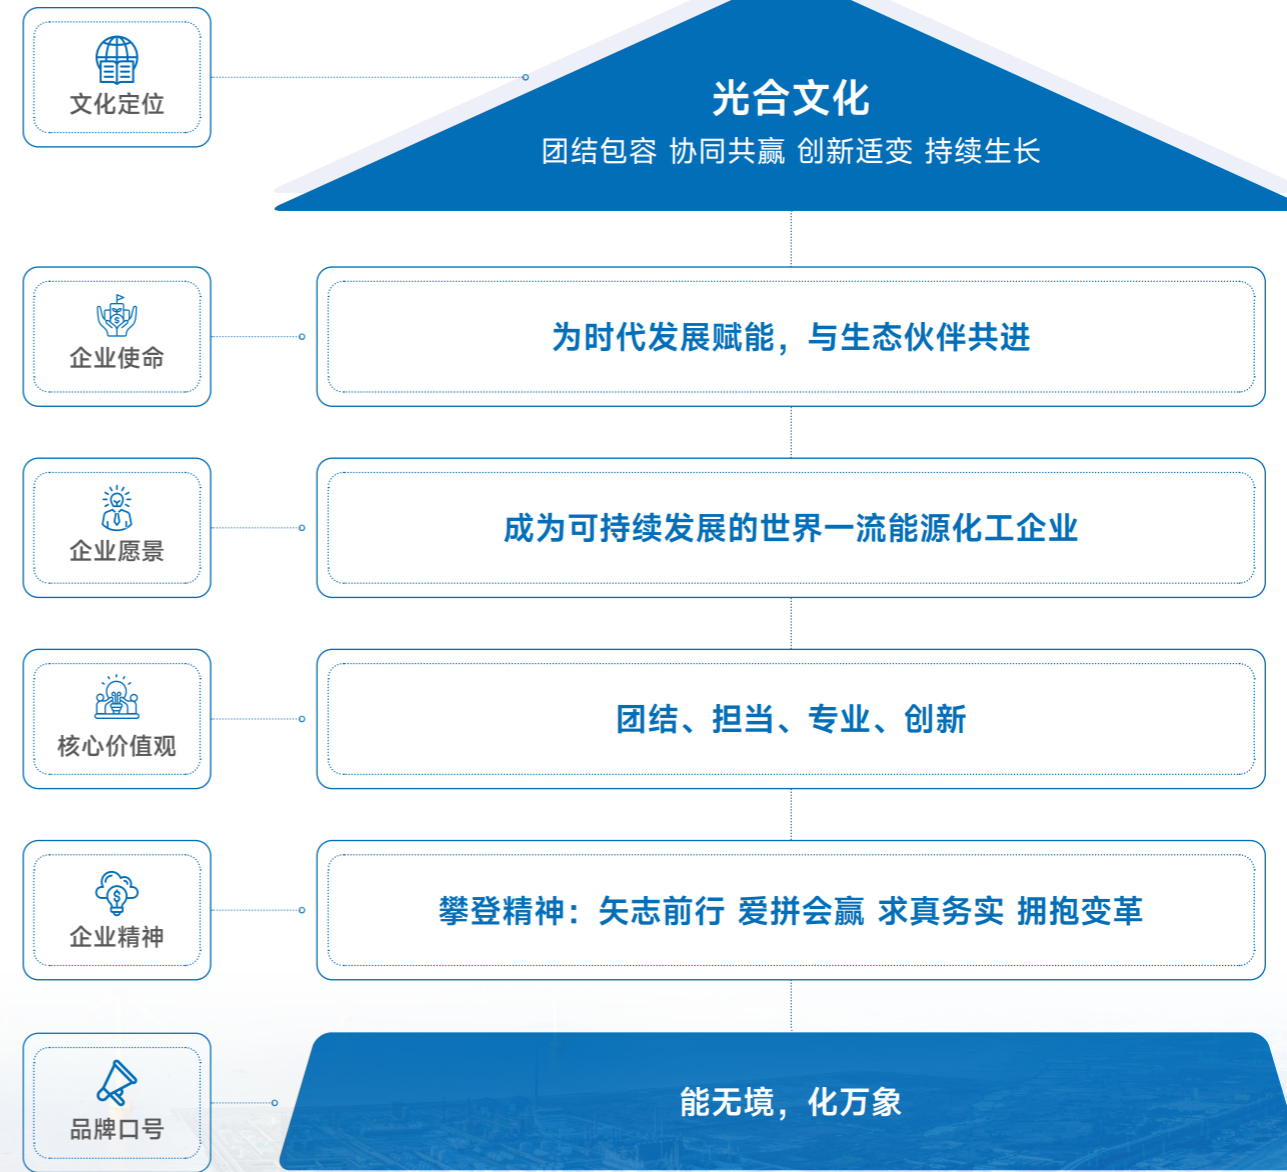 文化定位
光合文化
团结包容 协同共赢 创新适变 持续生长
企业使命
为时代发展赋能，与生态伙伴共进
企业愿景
成为可持续发展的世界一流能源化工企业
核心价值观
团结、担当、专业、创新
企业精神
攀登精神：矢志前行 爱拼会赢 求真务实 拥抱变革
品牌口号
能无境，化万象